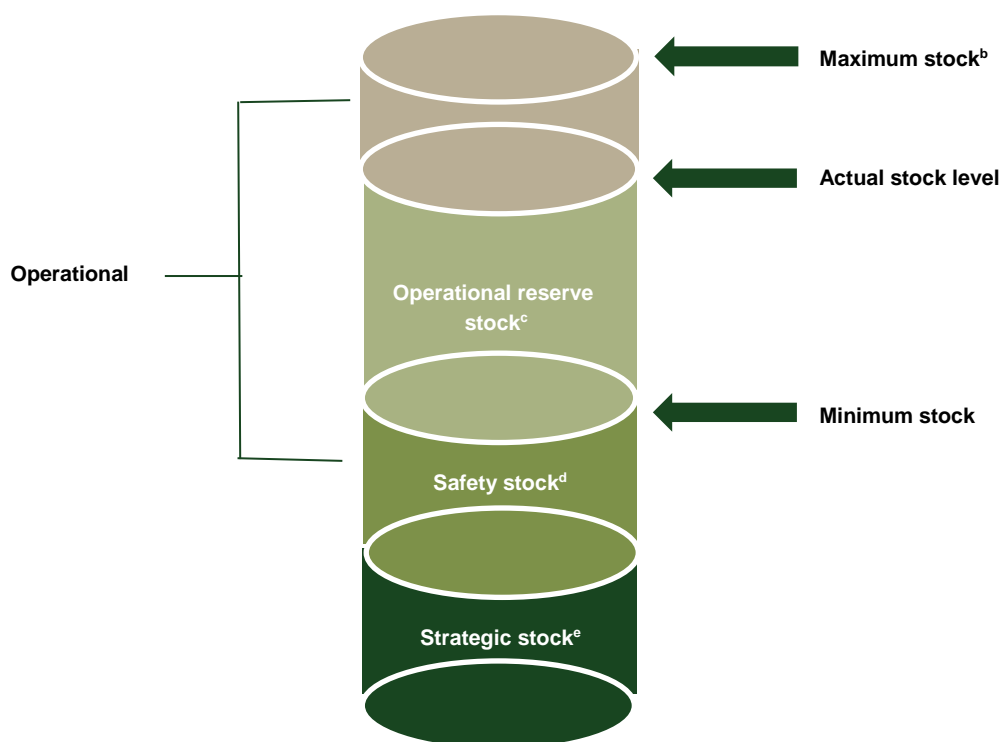 Maximum stockᵇ
Actual stock level
Operational
Operational reserve
stockᶜ
Minimum stock
Safety stockᵈ
Strategic stockᵉ